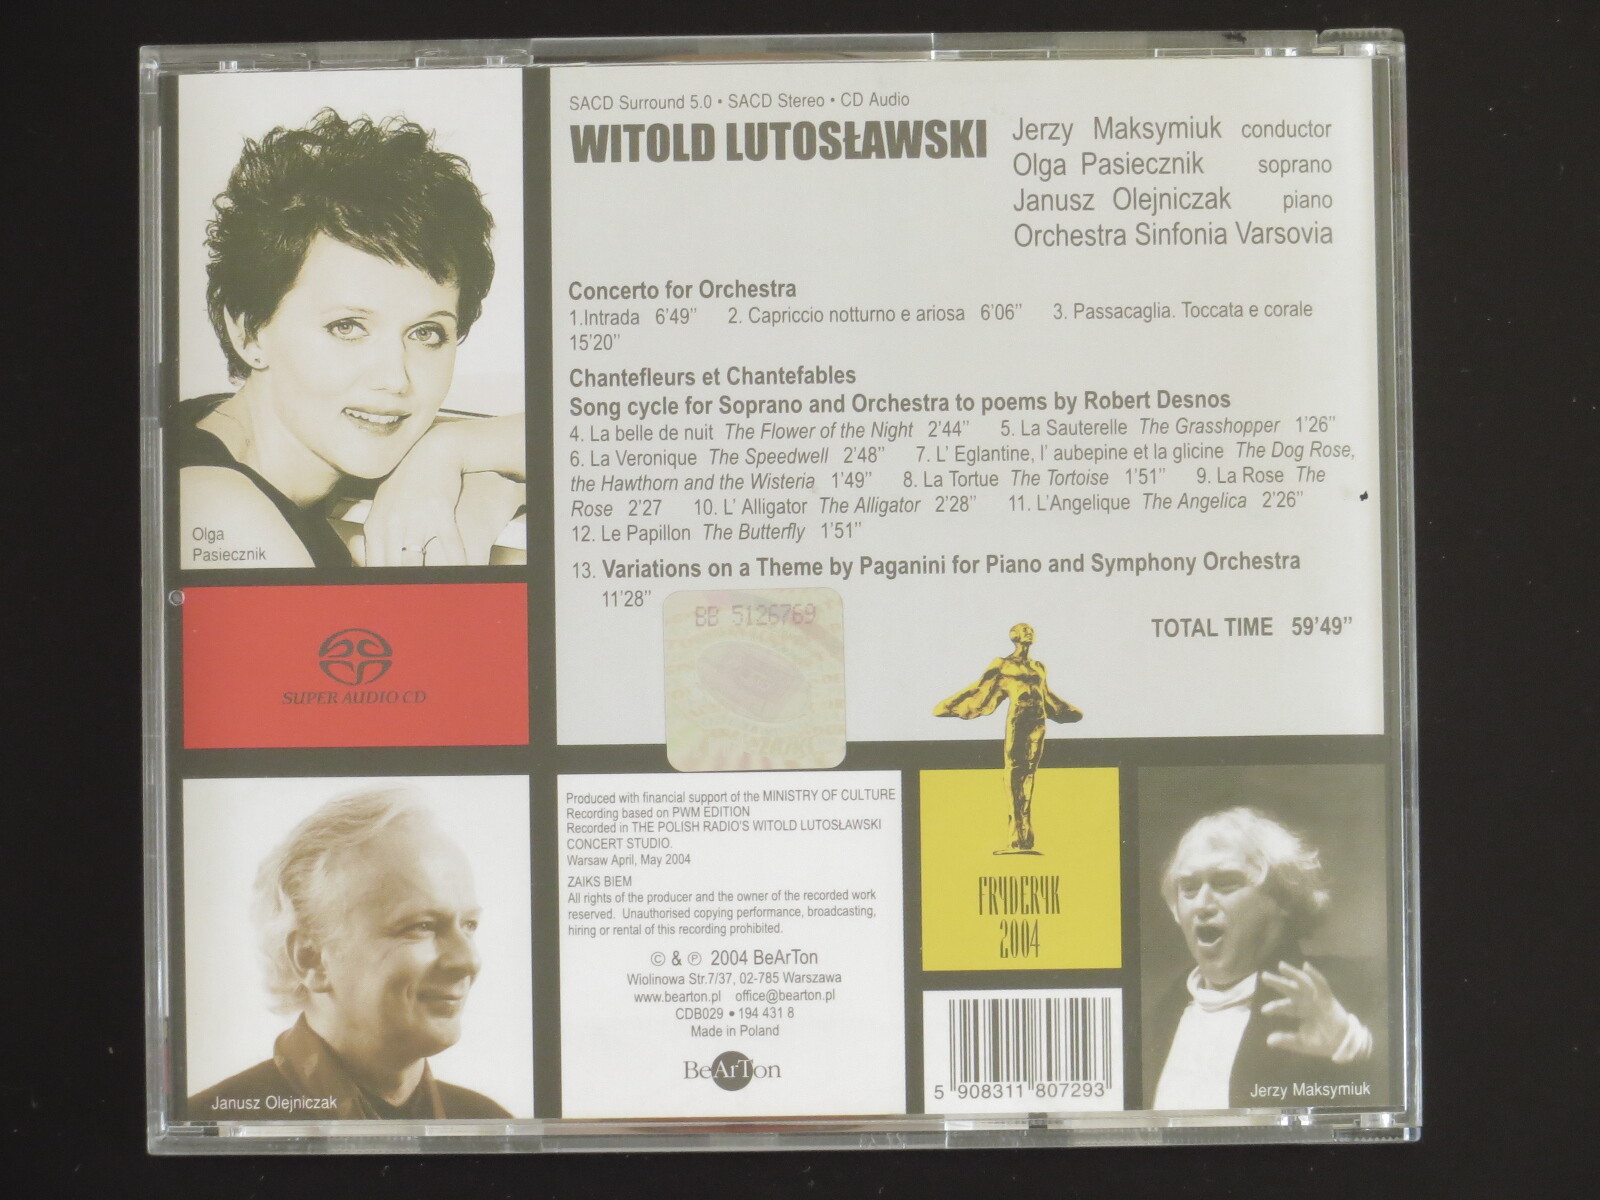 SACD Surround 5.0 • SACD Stereo • CD Audio
WITOLD LUTOSŁAWSKI
Jerzy Maksymiuk conductor
Olga Pasiecznik soprano
Janusz Olejniczak piano
Orchestra Sinfonia Varsovia
Concerto for Orchestra
1.Intrada 6'49" 2. Capriccio notturno e ariosa 6'06" 3. Passacaglia. Toccata e corale
15'20"
Chantefleurs et Chantefables
Song cycle for Soprano and Orchestra to poems by Robert Desnos
4. La belle de nuit The Flower of the Night 2'44" 5. La Sauterelle The Grasshopper 1'26"
6. La Veronique The Speedwell 2'48" 7. L' Eglantine, l' aubepine et la glicine The Dog Rose,
the Hawthorn and the Wisteria 1'49" 8. La Tortue The Tortoise 1'51" 9. La Rose The
Rose 2'27 10. L' Alligator The Alligator 2'28" 11. L'Angelique The Angelica 2'26"
12. Le Papillon The Butterfly 1'51"
13. Variations on a Theme by Paganini for Piano and Symphony Orchestra
11'28"
TOTAL TIME 59'49"
BB 5126769
Olga
Pasiecznik
SUPER AUDIO CD
Janusz Olejniczak
Produced with financial support of the MINISTRY OF CULTURE
Recording based on PWM EDITION
Recorded in THE POLISH RADIO'S WITOLD LUTOSŁAWSKI
CONCERT STUDIO.
Warsaw April, May 2004
ZAIKS BIEM
All rights of the producer and the owner of the recorded work
reserved. Unauthorised copying performance, broadcasting,
hiring or rental of this recording prohibited.
© & ℗ 2004 BeArTon
Wiolinowa Str.7/37, 02-785 Warszawa
www.bearton.pl office@bearton.pl
CDB029 • 194 431 8
Made in Poland
BeArTon
FRYDERYK
2004
5 908311 807293
Jerzy Maksymiuk